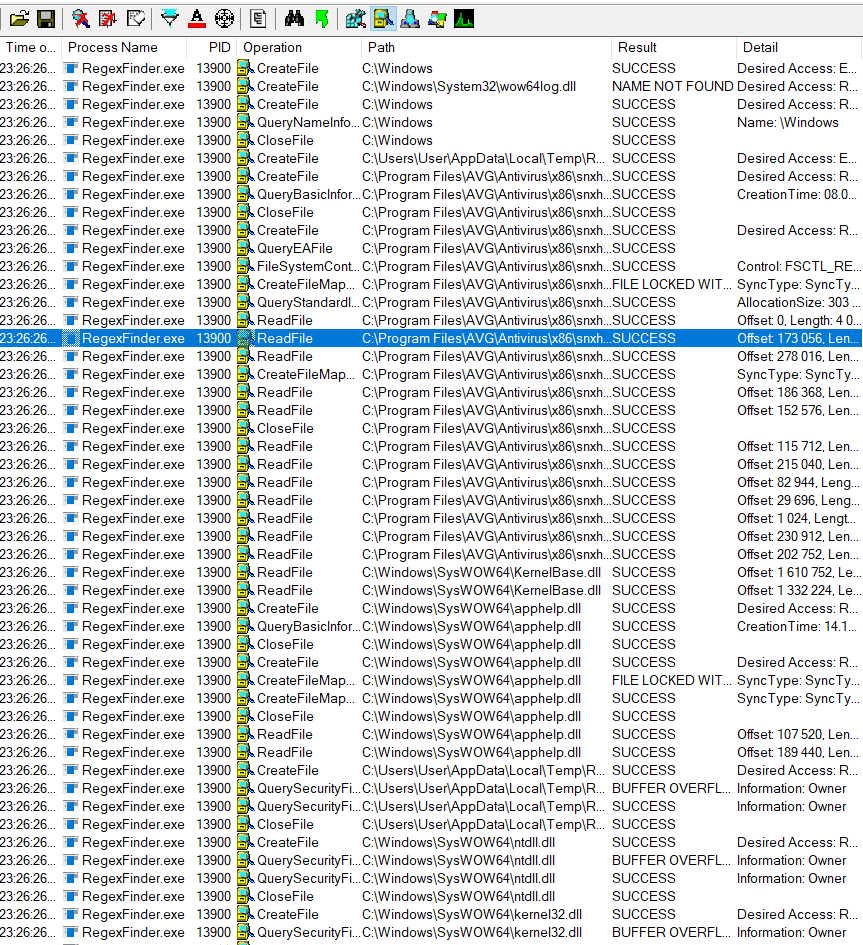 Time o... Process Name PID Operation Path Result Detail
23:26:26... RegexFinder.exe 13900 CreateFile C:\Windows SUCCESS Desired Access: E...
23:26:26... RegexFinder.exe 13900 CreateFile C:\Windows\System32\wow64log.dll NAME NOT FOUND Desired Access: R...
23:26:26... RegexFinder.exe 13900 CreateFile C:\Windows SUCCESS Desired Access: R...
23:26:26... RegexFinder.exe 13900 QueryNameInfo... C:\Windows SUCCESS Name: \Windows
23:26:26... RegexFinder.exe 13900 CloseFile C:\Windows SUCCESS
23:26:26... RegexFinder.exe 13900 CreateFile C:\Users\User\AppData\Local\Temp\R... SUCCESS Desired Access: E...
23:26:26... RegexFinder.exe 13900 CreateFile C:\Program Files\AVG\Antivirus\x86\snxh... SUCCESS Desired Access: R...
23:26:26... RegexFinder.exe 13900 QueryBasicInfor... C:\Program Files\AVG\Antivirus\x86\snxh... SUCCESS CreationTime: 08.0...
23:26:26... RegexFinder.exe 13900 CloseFile C:\Program Files\AVG\Antivirus\x86\snxh... SUCCESS
23:26:26... RegexFinder.exe 13900 CreateFile C:\Program Files\AVG\Antivirus\x86\snxh... SUCCESS Desired Access: R...
23:26:26... RegexFinder.exe 13900 QueryEAFile C:\Program Files\AVG\Antivirus\x86\snxh... SUCCESS
23:26:26... RegexFinder.exe 13900 FileSystemCont... C:\Program Files\AVG\Antivirus\x86\snxh... SUCCESS Control: FSCTL_RE...
23:26:26... RegexFinder.exe 13900 CreateFileMap... C:\Program Files\AVG\Antivirus\x86\snxh... FILE LOCKED WIT... SyncType: SyncTy...
23:26:26... RegexFinder.exe 13900 QueryStandardI... C:\Program Files\AVG\Antivirus\x86\snxh... SUCCESS AllocationSize: 303 ...
23:26:26... RegexFinder.exe 13900 ReadFile C:\Program Files\AVG\Antivirus\x86\snxh... SUCCESS Offset: 0, Length: 4 0...
23:26:26... RegexFinder.exe 13900 ReadFile C:\Program Files\AVG\Antivirus\x86\snxh... SUCCESS Offset: 173 056, Len...
23:26:26... RegexFinder.exe 13900 ReadFile C:\Program Files\AVG\Antivirus\x86\snxh... SUCCESS Offset: 278 016, Len...
23:26:26... RegexFinder.exe 13900 CreateFileMap... C:\Program Files\AVG\Antivirus\x86\snxh... SUCCESS SyncType: SyncTy...
23:26:26... RegexFinder.exe 13900 ReadFile C:\Program Files\AVG\Antivirus\x86\snxh... SUCCESS Offset: 186 368, Len...
23:26:26... RegexFinder.exe 13900 ReadFile C:\Program Files\AVG\Antivirus\x86\snxh... SUCCESS Offset: 152 576, Len...
23:26:26... RegexFinder.exe 13900 CloseFile C:\Program Files\AVG\Antivirus\x86\snxh... SUCCESS
23:26:26... RegexFinder.exe 13900 ReadFile C:\Program Files\AVG\Antivirus\x86\snxh... SUCCESS Offset: 115 712, Len...
23:26:26... RegexFinder.exe 13900 ReadFile C:\Program Files\AVG\Antivirus\x86\snxh... SUCCESS Offset: 215 040, Len...
23:26:26... RegexFinder.exe 13900 ReadFile C:\Program Files\AVG\Antivirus\x86\snxh... SUCCESS Offset: 82 944, Leng...
23:26:26... RegexFinder.exe 13900 ReadFile C:\Program Files\AVG\Antivirus\x86\snxh... SUCCESS Offset: 29 696, Leng...
23:26:26... RegexFinder.exe 13900 ReadFile C:\Program Files\AVG\Antivirus\x86\snxh... SUCCESS Offset: 1 024, Lengt...
23:26:26... RegexFinder.exe 13900 ReadFile C:\Program Files\AVG\Antivirus\x86\snxh... SUCCESS Offset: 230 912, Len...
23:26:26... RegexFinder.exe 13900 ReadFile C:\Program Files\AVG\Antivirus\x86\snxh... SUCCESS Offset: 202 752, Len...
23:26:26... RegexFinder.exe 13900 ReadFile C:\Windows\SysWOW64\KernelBase.dll SUCCESS Offset: 1 610 752, Le...
23:26:26... RegexFinder.exe 13900 ReadFile C:\Windows\SysWOW64\KernelBase.dll SUCCESS Offset: 1 332 224, Le...
23:26:26... RegexFinder.exe 13900 CreateFile C:\Windows\SysWOW64\apphelp.dll SUCCESS Desired Access: R...
23:26:26... RegexFinder.exe 13900 QueryBasicInfor... C:\Windows\SysWOW64\apphelp.dll SUCCESS CreationTime: 14.1...
23:26:26... RegexFinder.exe 13900 CloseFile C:\Windows\SysWOW64\apphelp.dll SUCCESS
23:26:26... RegexFinder.exe 13900 CreateFile C:\Windows\SysWOW64\apphelp.dll SUCCESS Desired Access: R...
23:26:26... RegexFinder.exe 13900 CreateFileMap... C:\Windows\SysWOW64\apphelp.dll FILE LOCKED WIT... SyncType: SyncTy...
23:26:26... RegexFinder.exe 13900 CreateFileMap... C:\Windows\SysWOW64\apphelp.dll SUCCESS SyncType: SyncTy...
23:26:26... RegexFinder.exe 13900 CloseFile C:\Windows\SysWOW64\apphelp.dll SUCCESS
23:26:26... RegexFinder.exe 13900 ReadFile C:\Windows\SysWOW64\apphelp.dll SUCCESS Offset: 107 520, Len...
23:26:26... RegexFinder.exe 13900 ReadFile C:\Windows\SysWOW64\apphelp.dll SUCCESS Offset: 189 440, Len...
23:26:26... RegexFinder.exe 13900 CreateFile C:\Users\User\AppData\Local\Temp\R... SUCCESS Desired Access: R...
23:26:26... RegexFinder.exe 13900 QuerySecurityFi... C:\Users\User\AppData\Local\Temp\R... BUFFER OVERFL... Information: Owner
23:26:26... RegexFinder.exe 13900 QuerySecurityFi... C:\Users\User\AppData\Local\Temp\R... SUCCESS Information: Owner
23:26:26... RegexFinder.exe 13900 CloseFile C:\Users\User\AppData\Local\Temp\R... SUCCESS
23:26:26... RegexFinder.exe 13900 CreateFile C:\Windows\SysWOW64\ntdll.dll SUCCESS Desired Access: R...
23:26:26... RegexFinder.exe 13900 QuerySecurityFi... C:\Windows\SysWOW64\ntdll.dll BUFFER OVERFL... Information: Owner
23:26:26... RegexFinder.exe 13900 QuerySecurityFi... C:\Windows\SysWOW64\ntdll.dll SUCCESS Information: Owner
23:26:26... RegexFinder.exe 13900 CloseFile C:\Windows\SysWOW64\ntdll.dll SUCCESS
23:26:26... RegexFinder.exe 13900 CreateFile C:\Windows\SysWOW64\kernel32.dll SUCCESS Desired Access: R...
23:26:26... RegexFinder.exe 13900 QuerySecurityFi... C:\Windows\SysWOW64\kernel32.dll BUFFER OVERFL... Information: Owner